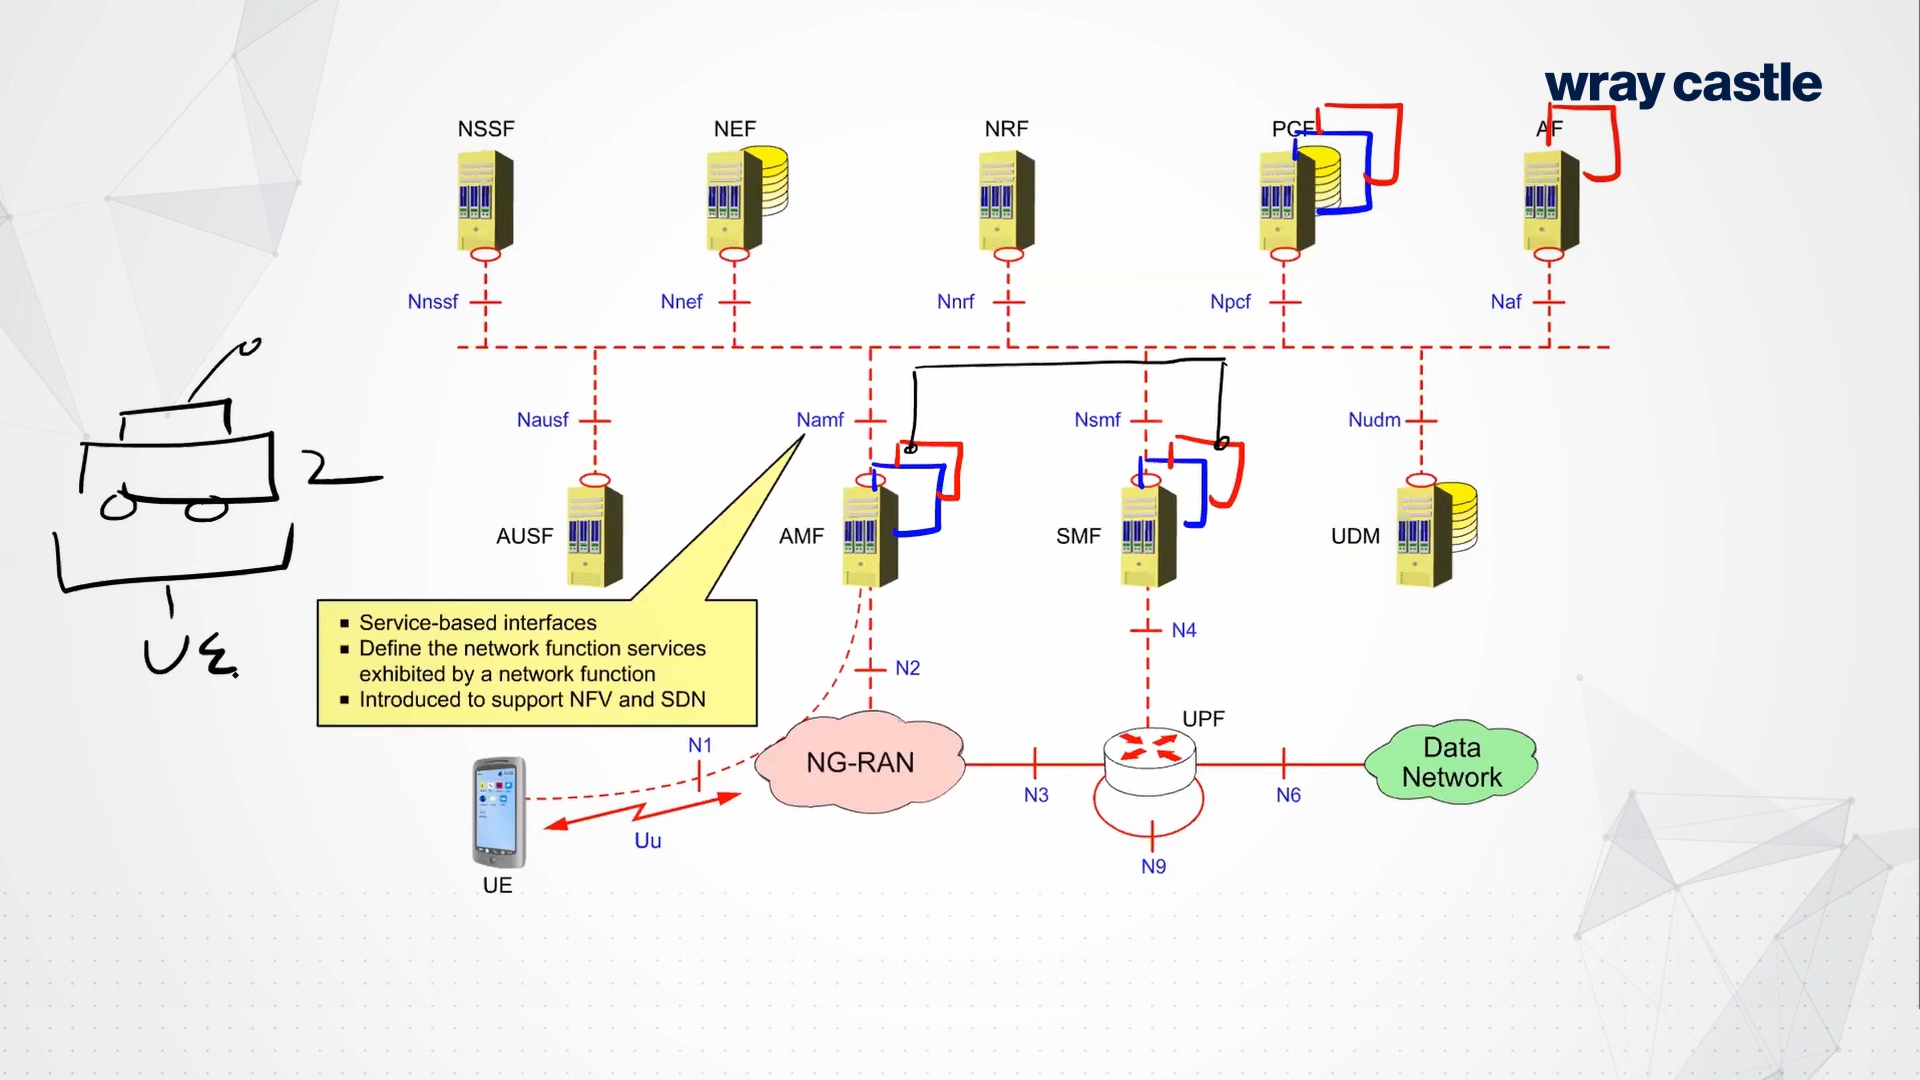 wray castle
NSSF
NEF
NRF
PCF
AF
Nnssf
Nnef
Nnrf
Npcf
Naf
Nausf
Namf
Nsmf
Nudm
2
AUSF
AMF
SMF
UDM
Service-based interfaces
Define the network function services
exhibited by a network function
Introduced to support NFV and SDN
N4
UE
N2
UPF
N1
NG-RAN
Data
Network
N3
N6
Uu
N9
UE